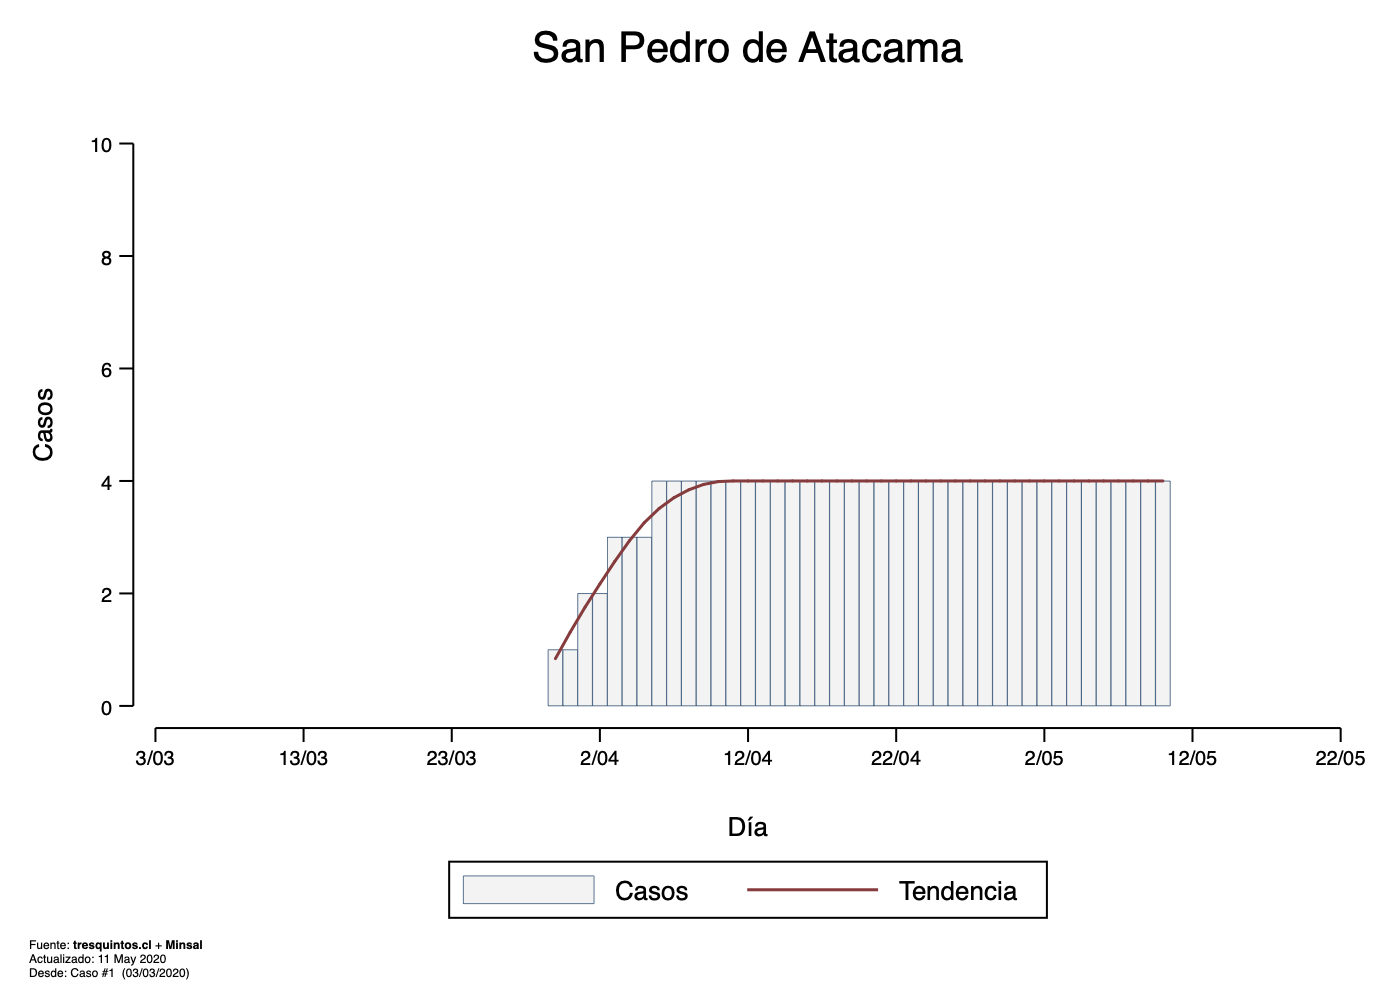 San Pedro de Atacama
10
8
6
4
2
0
Casos
3/03 13/03 23/03 2/04 12/04 22/04 2/05 12/05 22/05
Día
Casos Tendencia
Fuente: tresquintos.cl + Minsal
Actualizado: 11 May 2020
Desde: Caso #1 (03/03/2020)